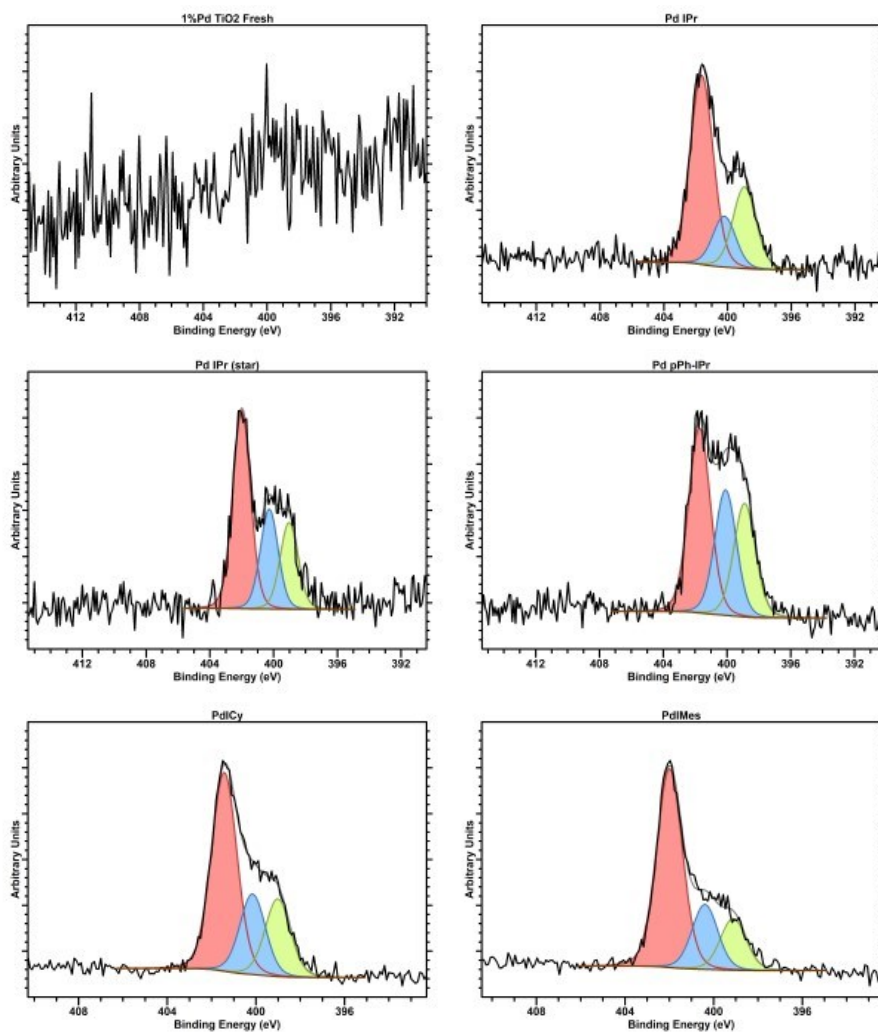 1%Pd TiO2 Fresh
Arbitrary Units
412 408 404 400 396 392
Binding Energy (eV)
Pd IPr
Arbitrary Units
412 408 404 400 396 392
Binding Energy (eV)
Pd IPr (star)
Arbitrary Units
412 408 404 400 396 392
Binding Energy (eV)
Pd pPh-IPr
Arbitrary Units
412 408 404 400 396 392
Binding Energy (eV)
PdICy
Arbitrary Units
408 404 400 396
Binding Energy (eV)
PdIMes
Arbitrary Units
408 404 400 396
Binding Energy (eV)